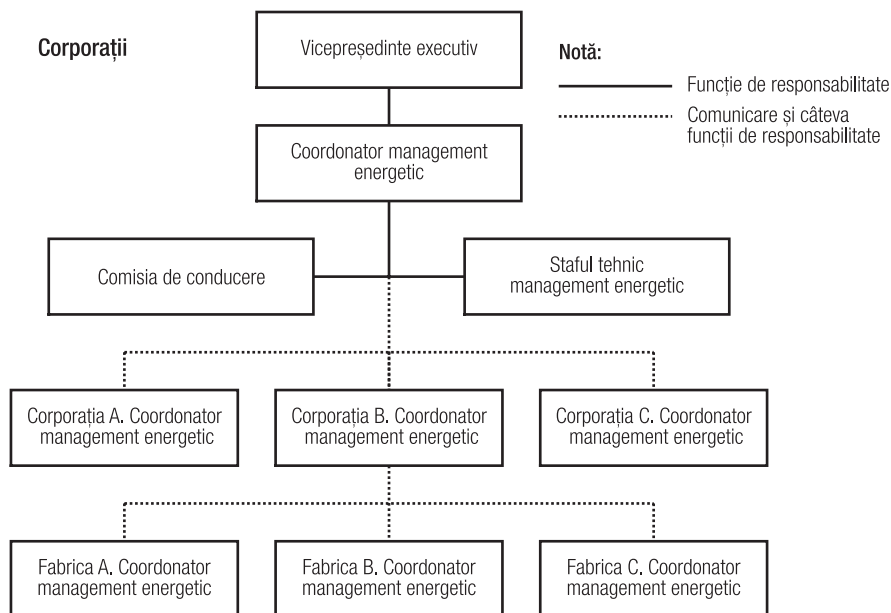 Corporații
Vicepreședinte executiv
Notă:
Funcție de responsabilitate
Comunicare și câteva
funcții de responsabilitate
Coordonator management
energetic
Comisia de conducere
Staful tehnic
management energetic
Corporația A. Coordonator
management energetic
Corporația B. Coordonator
management energetic
Corporația C. Coordonator
management energetic
Fabrica A. Coordonator
management energetic
Fabrica B. Coordonator
management energetic
Fabrica C. Coordonator
management energetic